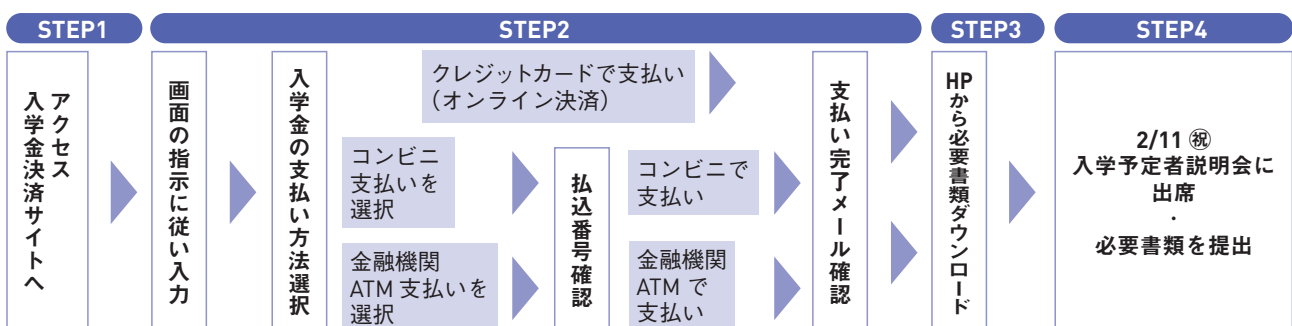 STEP1
STEP2
STEP3
STEP4
入学金決済サイトへ
アクセス
画面の指示に従い入力
入学金の支払い方法選択
クレジットカードで支払い
(オンライン決済)
コンビニ
支払いを
選択
金融機関
ATM 支払いを
選択
払込番号確認
コンビニで
支払い
金融機関
ATM で
支払い
支払い完了メール確認
HPから必要書類ダウンロード
2/11 ㊗
入学予定者説明会に
出席
・
必要書類を提出